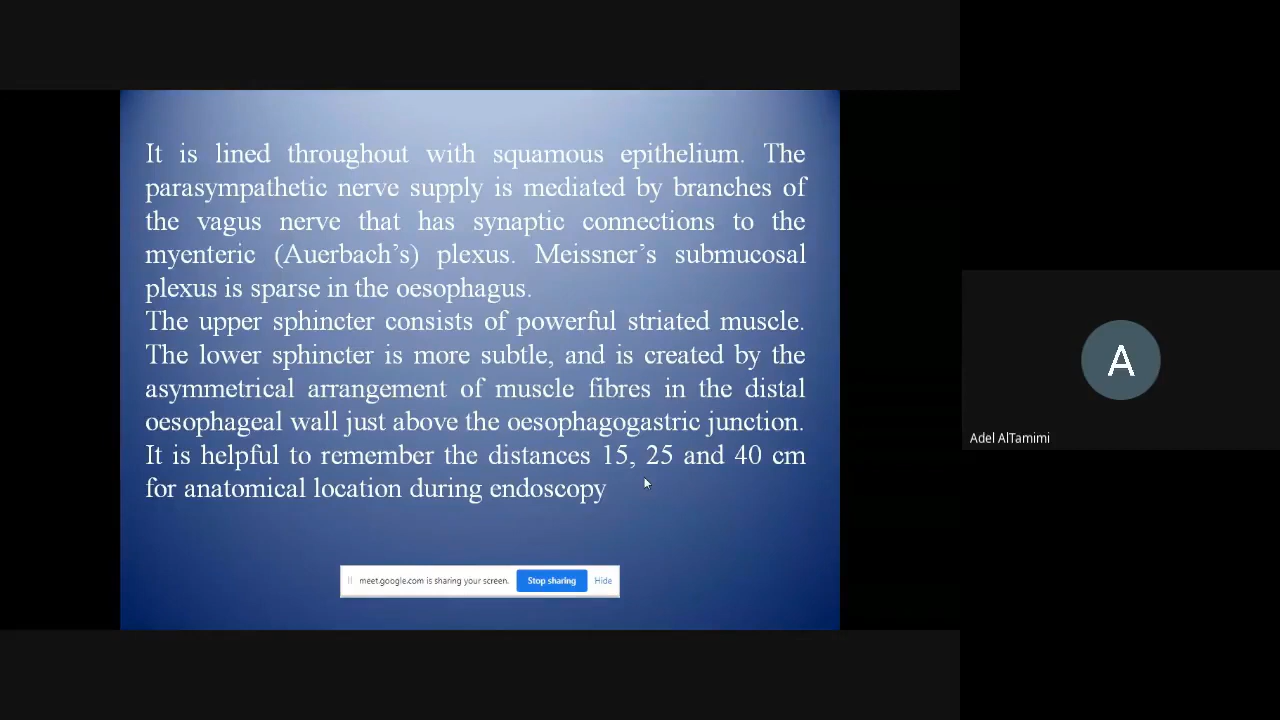 It is lined throughout with squamous epithelium. The
parasympathetic nerve supply is mediated by branches of
the vagus nerve that has synaptic connections to the
myenteric (Auerbach’s) plexus. Meissner’s submucosal
plexus is sparse in the oesophagus.
The upper sphincter consists of powerful striated muscle.
The lower sphincter is more subtle, and is created by the
asymmetrical arrangement of muscle fibres in the distal
oesophageal wall just above the oesophagogastric junction.
It is helpful to remember the distances 15, 25 and 40 cm
for anatomical location during endoscopy
meet.google.com is sharing your screen. Stop sharing Hide
A
Adel AlTamimi